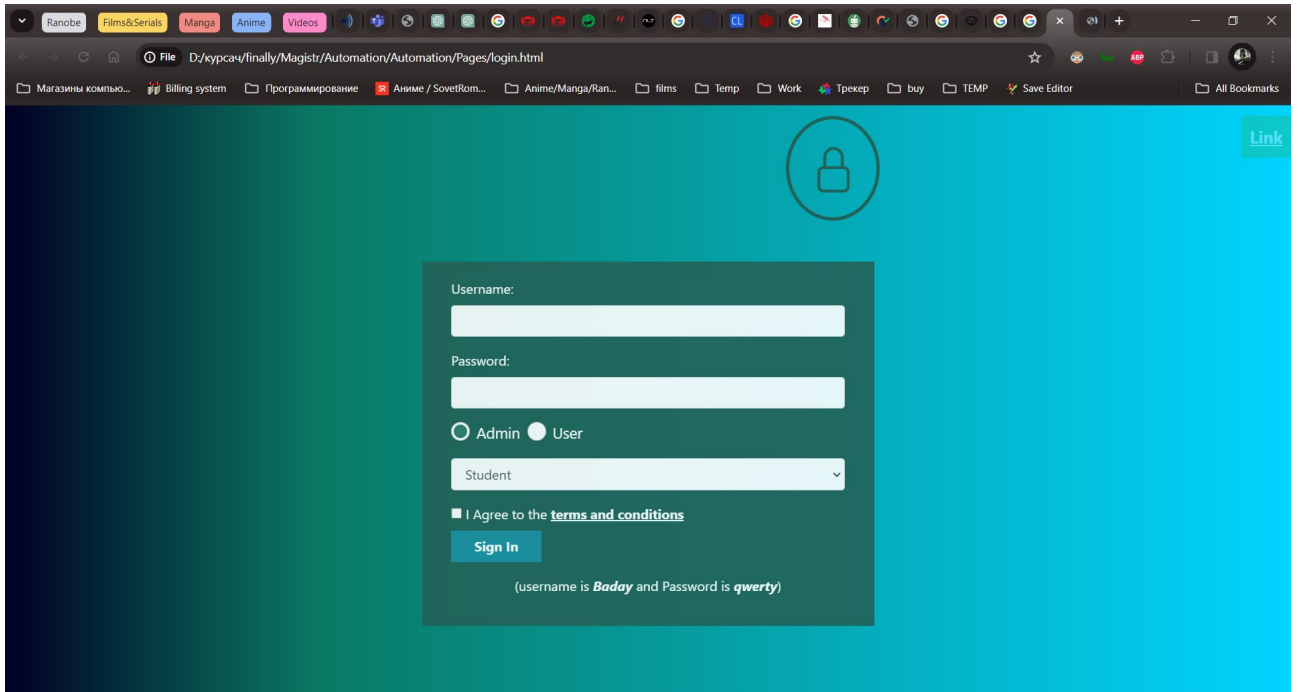 Ranobe Films&Serials Manga Anime Videos
File D:/курсач/finally/Magistr/Automation/Automation/Pages/login.html
Магазины компью... Billing system Программирование Аниме / SovetRom... Anime/Manga/Ran... films Temp Work Трекер buy TEMP Save Editor All Bookmarks
Link
Username:
Password:
Admin User
Student
I Agree to the terms and conditions
Sign In
(username is Baday and Password is qwerty)